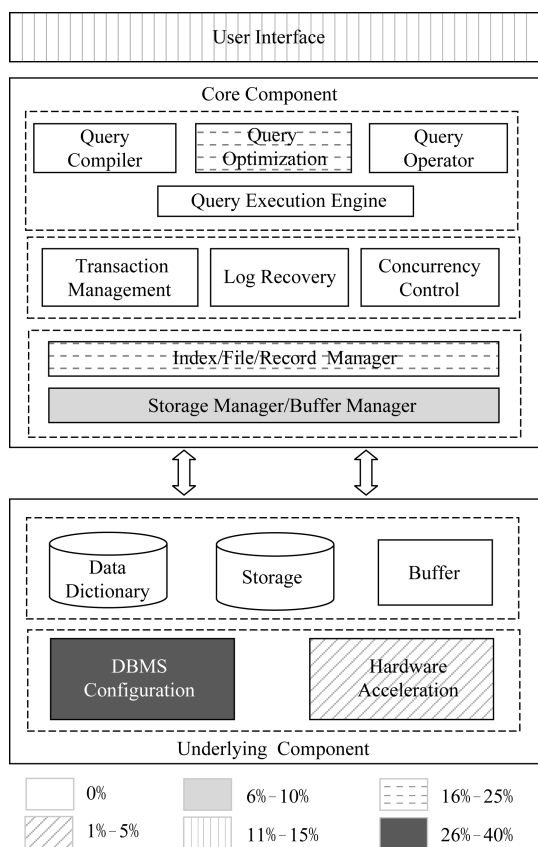 User Interface
Core Component
Query Compiler
Query Optimization
Query Operator
Query Execution Engine
Transaction Management
Log Recovery
Concurrency Control
Index/File/Record Manager
Storage Manager/Buffer Manager
Data Dictionary
Storage
Buffer
DBMS Configuration
Hardware Acceleration
Underlying Component
0%
6%-10%
16%-25%
1%-5%
11%-15%
26%-40%